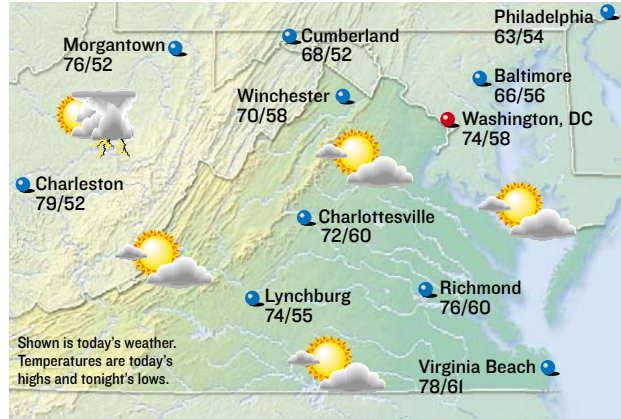 Philadelphia
63/54
Cumberland
68/52
Morgantown
76/52
Baltimore
66/56
Winchester
70/58
Washington, DC
74/58
Charleston
79/52
Charlottesville
72/60
Richmond
76/60
Lynchburg
74/55
Shown is today's weather.
Temperatures are today's
highs and tonight's lows.
Virginia Beach
78/61